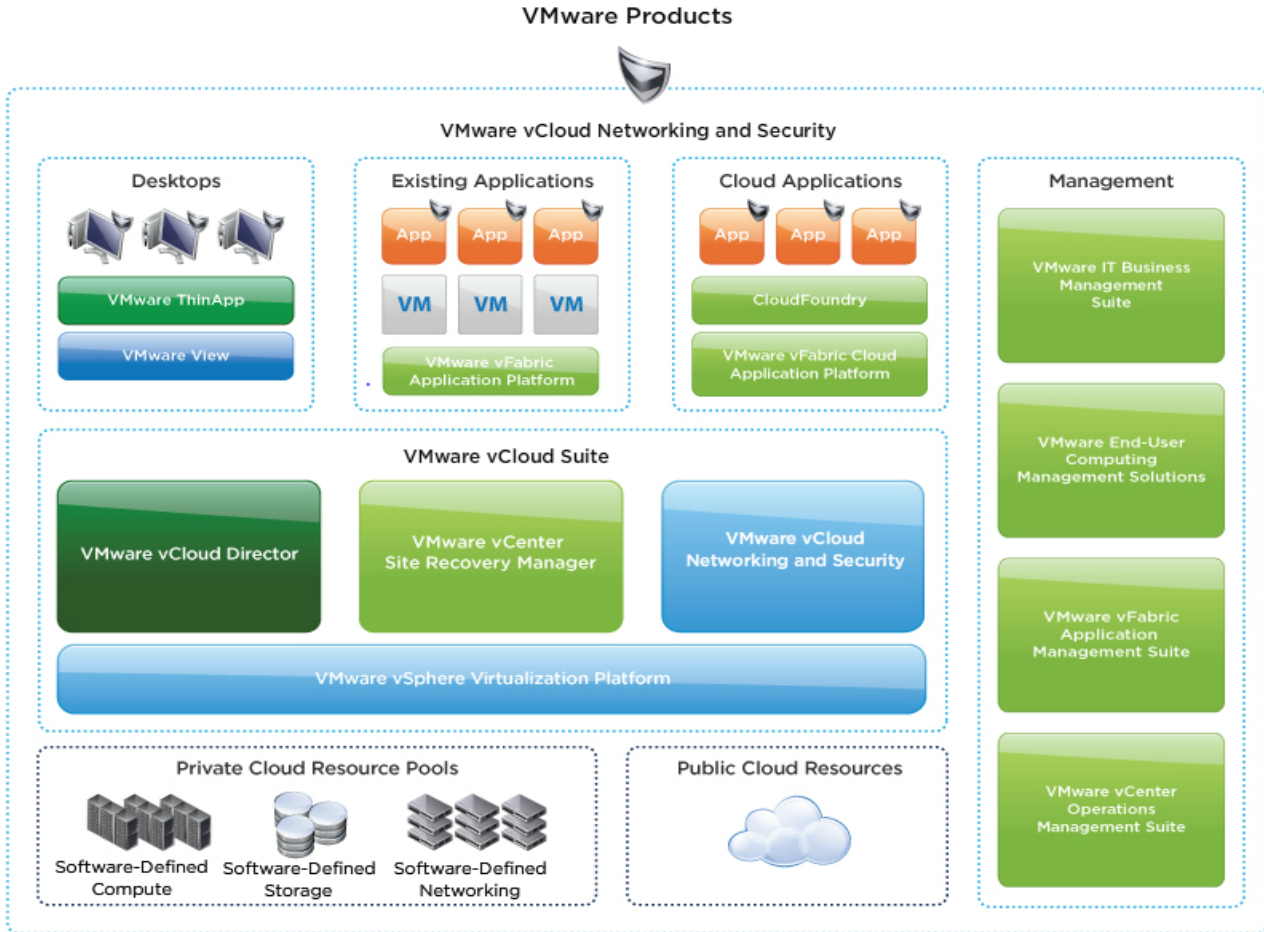 VMware Products
VMware vCloud Networking and Security
Desktops
VMware ThinApp
VMware View
Existing Applications
App App App
VM VM VM
VMware vFabric
Application Platform
Cloud Applications
App App App
CloudFoundry
VMware vFabric Cloud
Application Platform
Management
VMware IT Business
Management
Suite
VMware End-User
Computing
Management Solutions
VMware vFabric
Application
Management Suite
VMware vCenter
Operations
Management Suite
VMware vCloud Suite
VMware vCloud Director
VMware vCenter
Site Recovery Manager
VMware vCloud
Networking and Security
VMware vSphere Virtualization Platform
Private Cloud Resource Pools
Software-Defined
Compute
Software-Defined
Storage
Software-Defined
Networking
Public Cloud Resources